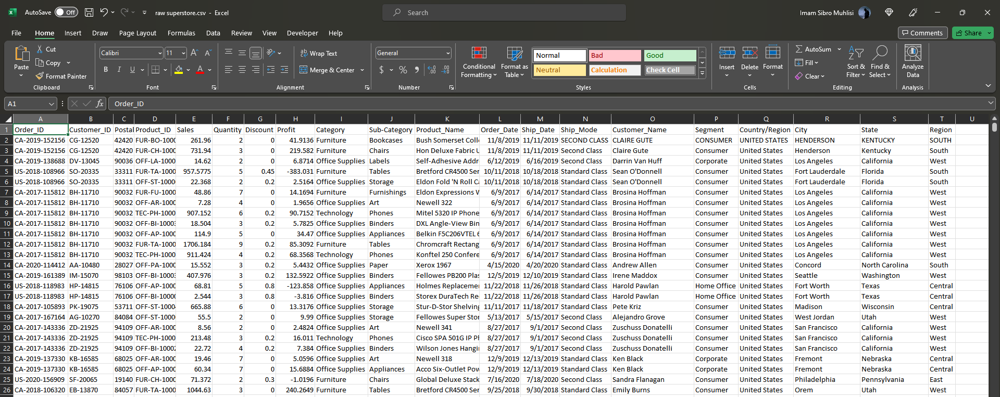 AutoSave Off raw superstore.csv - Excel Search Imam Sibro Muhlisi
File Home Insert Draw Page Layout Formulas Data Review View Developer Help Comments Share
Paste Cut Copy Format Painter Clipboard
Calibri 11 B I U A Font
Wrap Text Merge & Center Alignment
General $ % Number
Conditional Formatting Format as Table
Normal Bad Good
Neutral Calculation Check Cell
Styles
Insert Delete Format Cells
AutoSum Fill Clear Sort & Filter Find & Select Editing
Analyze Data Analysis
A1 fx Order_ID
A B C D E F G H I J K L M N O P Q R S T U
1 Order_ID Customer_ID Postal Product_ID Sales Quantity Discount Profit Category Sub-Category Product_Name Order_Date Ship_Date Ship_Mode Customer_Name Segment Country/Region City State Region
2 CA-2019-152156 CG-12520 42420 FUR-BO-1000 261.96 2 0 41.9136 Furniture Bookcases Bush Somerset Coll 11/8/2019 11/11/2019 SECOND CLASS CLAIRE GUTE CONSUMER UNITED STATES HENDERSON KENTUCKY SOUTH
3 CA-2019-152156 CG-12520 42420 FUR-CH-1000 731.94 3 0 219.582 Furniture Chairs Hon Deluxe Fabric U 11/8/2019 11/11/2019 Second Class Claire Gute Consumer United States Henderson Kentucky South
4 CA-2019-138688 DV-13045 90036 OFF-LA-1000 14.62 2 0 6.8714 Office Supplies Labels Self-Adhesive Addr 6/12/2019 6/16/2019 Second Class Darrin Van Huff Corporate United States Los Angeles California West
5 US-2018-108966 SO-20335 33311 FUR-TA-1000 957.5775 5 0.45 -383.031 Furniture Tables Bretford CR4500 Ser 10/11/2018 10/18/2018 Standard Class Sean O'Donnell Consumer United States Fort Lauderdale Florida South
6 US-2018-108966 SO-20335 33311 OFF-ST-1000 22.368 2 0.2 2.5164 Office Supplies Storage Eldon Fold 'N Roll Ca 10/11/2018 10/18/2018 Standard Class Sean O'Donnell Consumer United States Fort Lauderdale Florida South
7 CA-2017-115812 BH-11710 90032 FUR-FU-1000 48.86 7 0 14.1694 Furniture Furnishings Eldon Expressions W 6/9/2017 6/14/2017 Standard Class Brosina Hoffman Consumer United States Los Angeles California West
8 CA-2017-115812 BH-11710 90032 OFF-AR-1000 7.28 4 0 1.9656 Office Supplies Art Newell 322 6/9/2017 6/14/2017 Standard Class Brosina Hoffman Consumer United States Los Angeles California West
9 CA-2017-115812 BH-11710 90032 TEC-PH-1000 907.152 6 0.2 90.7152 Technology Phones Mitel 5320 IP Phone 6/9/2017 6/14/2017 Standard Class Brosina Hoffman Consumer United States Los Angeles California West
10 CA-2017-115812 BH-11710 90032 OFF-BI-10003 18.504 3 0.2 5.7825 Office Supplies Binders DXL Angle-View Bin 6/9/2017 6/14/2017 Standard Class Brosina Hoffman Consumer United States Los Angeles California West
11 CA-2017-115812 BH-11710 90032 OFF-AP-1000 114.9 5 0 34.47 Office Supplies Appliances Belkin F5C206VTEL 6 6/9/2017 6/14/2017 Standard Class Brosina Hoffman Consumer United States Los Angeles California West
12 CA-2017-115812 BH-11710 90032 FUR-TA-1000 1706.184 9 0.2 85.3092 Furniture Tables Chromcraft Rectang 6/9/2017 6/14/2017 Standard Class Brosina Hoffman Consumer United States Los Angeles California West
13 CA-2017-115812 BH-11710 90032 TEC-PH-1000 911.424 4 0.2 68.3568 Technology Phones Konftel 250 Confere 6/9/2017 6/14/2017 Standard Class Brosina Hoffman Consumer United States Los Angeles California West
14 CA-2020-114412 AA-10480 28027 OFF-PA-1000 15.552 3 0.2 5.4432 Office Supplies Paper Xerox 1967 4/15/2020 4/20/2020 Standard Class Andrew Allen Consumer United States Concord North Carolina South
15 CA-2019-161389 IM-15070 98103 OFF-BI-10003 407.976 3 0.2 132.5922 Office Supplies Binders Fellowes PB200 Plas 12/5/2019 12/10/2019 Standard Class Irene Maddox Consumer United States Seattle Washington West
16 US-2018-118983 HP-14815 76106 OFF-AP-1000 68.81 5 0.8 -123.858 Office Supplies Appliances Holmes Replacemer 11/22/2018 11/26/2018 Standard Class Harold Pawlan Home Office United States Fort Worth Texas Central
17 US-2018-118983 HP-14815 76106 OFF-BI-10000 2.544 3 0.8 -3.816 Office Supplies Binders Storex DuraTech Re 11/22/2018 11/26/2018 Standard Class Harold Pawlan Home Office United States Fort Worth Texas Central
18 CA-2017-105893 PK-19075 53711 OFF-ST-1000 665.88 6 0 13.3176 Office Supplies Storage Stur-D-Stor Shelving 11/11/2017 11/18/2017 Standard Class Pete Kriz Consumer United States Madison Wisconsin Central
19 CA-2017-167164 AG-10270 84084 OFF-ST-1000 55.5 2 0 9.99 Office Supplies Storage Fellowes Super Stor 5/13/2017 5/15/2017 Second Class Alejandro Grove Consumer United States West Jordan Utah West
20 CA-2017-143336 ZD-21925 94109 OFF-AR-1000 8.56 2 0 2.4824 Office Supplies Art Newell 341 8/27/2017 9/1/2017 Second Class Zuschuss Donatelli Consumer United States San Francisco California West
21 CA-2017-143336 ZD-21925 94109 TEC-PH-1000 213.48 3 0.2 16.011 Technology Phones Cisco SPA 501G IP Ph 8/27/2017 9/1/2017 Second Class Zuschuss Donatelli Consumer United States San Francisco California West
22 CA-2017-143336 ZD-21925 94109 OFF-BI-10002 22.72 4 0.2 7.384 Office Supplies Binders Wilson Jones Hangi 8/27/2017 9/1/2017 Second Class Zuschuss Donatelli Consumer United States San Francisco California West
23 CA-2019-137330 KB-16585 68025 OFF-AR-1000 19.46 7 0 5.0596 Office Supplies Art Newell 318 12/9/2019 12/13/2019 Standard Class Ken Black Corporate United States Fremont Nebraska Central
24 CA-2019-137330 KB-16585 68025 OFF-AP-1000 60.34 7 0 15.6884 Office Supplies Appliances Acco Six-Outlet Pow 12/9/2019 12/13/2019 Standard Class Ken Black Corporate United States Fremont Nebraska Central
25 US-2020-156909 SF-20065 19140 FUR-CH-1000 71.372 2 0.3 -1.0196 Furniture Chairs Global Deluxe Stack 7/16/2020 7/18/2020 Second Class Sandra Flanagan Consumer United States Philadelphia Pennsylvania East
26 CA-2018-106320 EB-13870 84057 FUR-TA-1000 1044.63 3 0 240.2649 Furniture Tables Bretford CR4500 Ser 9/25/2018 9/30/2018 Standard Class Emily Burns Consumer United States Orem Utah West